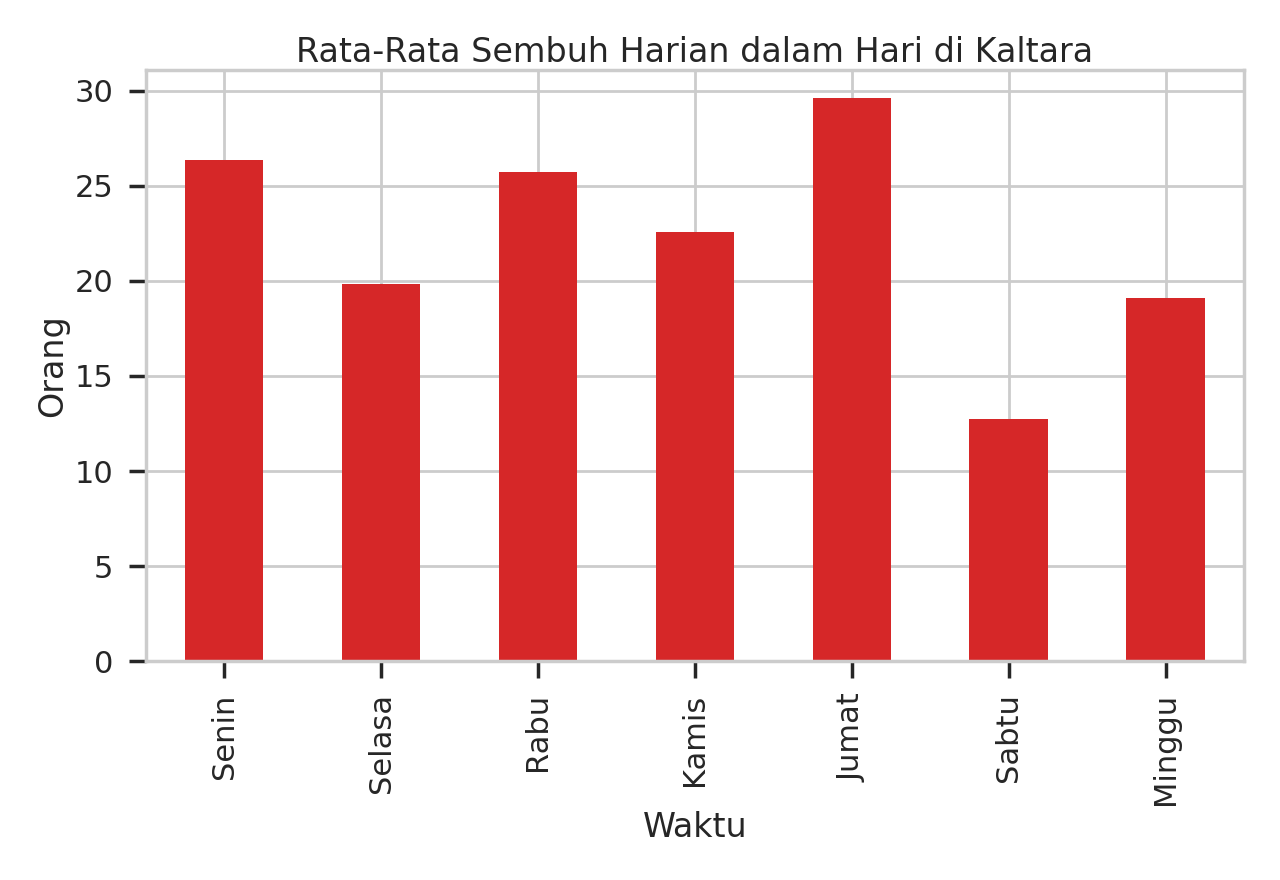 Rata-Rata Sembuh Harian dalam Hari di Kaltara
30
25
20
15
10
5
0
Orang
Senin
Selasa
Rabu
Kamis
Jumat
Sabtu
Minggu
Waktu